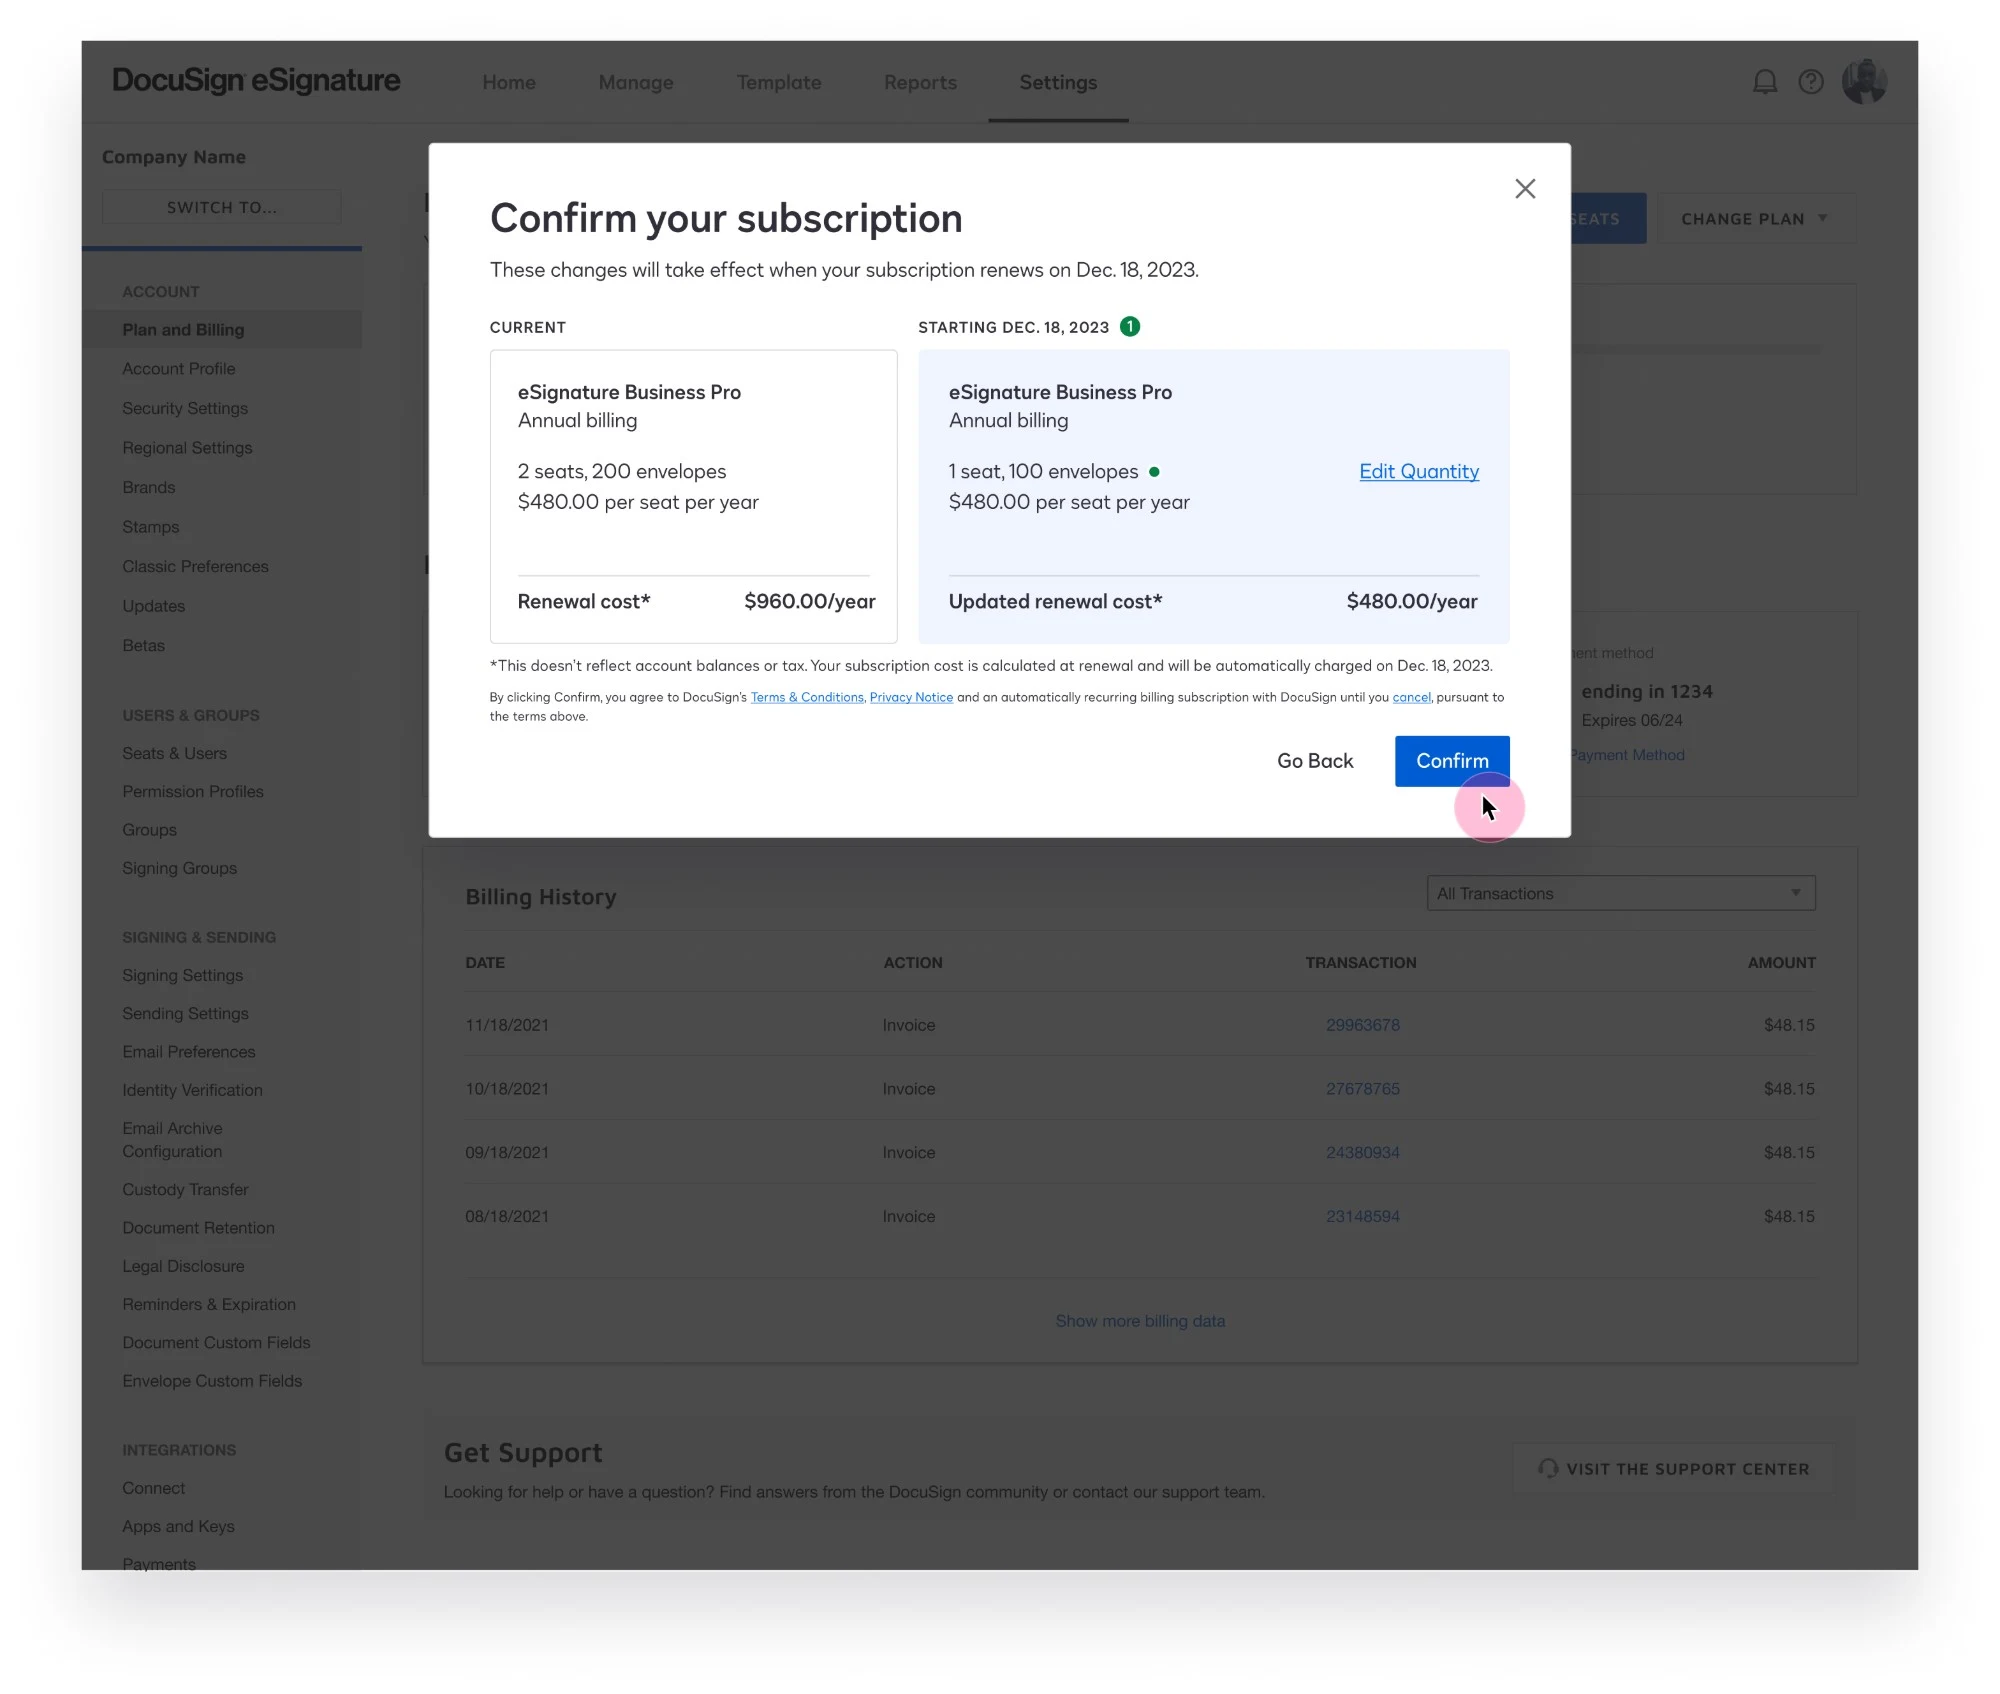 DocuSign eSignature
Home
Manage
Template
Reports
Settings
Company Name
SWITCH TO...
SEATS
CHANGE PLAN
ACCOUNT
Plan and Billing
Account Profile
Security Settings
Regional Settings
Brands
Stamps
Classic Preferences
Updates
Betas
USERS & GROUPS
Seats & Users
Permission Profiles
Groups
Signing Groups
SIGNING & SENDING
Signing Settings
Sending Settings
Email Preferences
Identity Verification
Email Archive
Configuration
Custody Transfer
Document Retention
Legal Disclosure
Reminders & Expiration
Document Custom Fields
Envelope Custom Fields
INTEGRATIONS
Connect
Apps and Keys
Payments
Confirm your subscription
These changes will take effect when your subscription renews on Dec. 18, 2023.
CURRENT
eSignature Business Pro
Annual billing
2 seats, 200 envelopes
$480.00 per seat per year
Renewal cost* $960.00/year
STARTING DEC. 18, 2023 1
eSignature Business Pro
Annual billing
1 seat, 100 envelopes Edit Quantity
$480.00 per seat per year
Updated renewal cost* $480.00/year
*This doesn't reflect account balances or tax. Your subscription cost is calculated at renewal and will be automatically charged on Dec. 18, 2023.
By clicking Confirm, you agree to DocuSign's Terms & Conditions, Privacy Notice and an automatically recurring billing subscription with DocuSign until you cancel, pursuant to
the terms above.
Go Back
Confirm
method
ending in 1234
Expires 06/24
Payment Method
Billing History
All Transactions
DATE ACTION TRANSACTION AMOUNT
11/18/2021 Invoice 29963678 $48.15
10/18/2021 Invoice 27678765 $48.15
09/18/2021 Invoice 24380934 $48.15
08/18/2021 Invoice 23148594 $48.15
Show more billing data
Get Support
Looking for help or have a question? Find answers from the DocuSign community or contact our support team.
VISIT THE SUPPORT CENTER